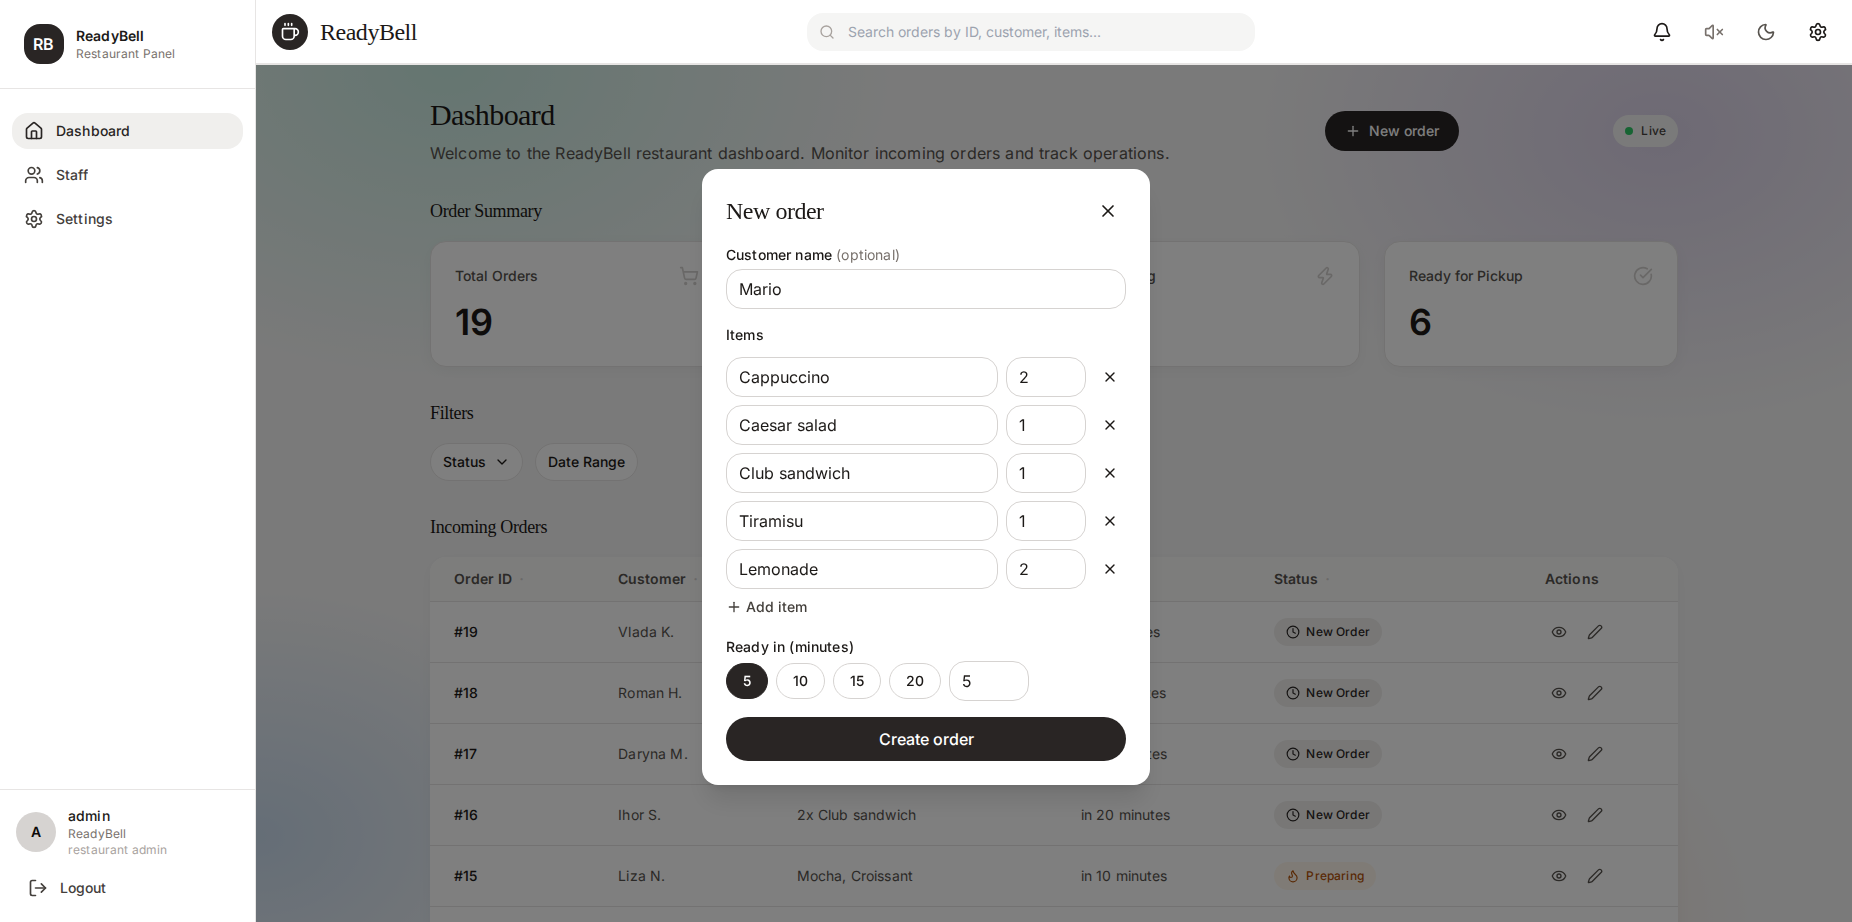 RB
ReadyBell
Restaurant Panel
ReadyBell
Search orders by ID, customer, items...
Dashboard
Staff
Settings
Dashboard
Welcome to the ReadyBell restaurant dashboard. Monitor incoming orders and track operations.
New order
Live
Order Summary
Total Orders
19
g
Ready for Pickup
6
Filters
Status
Date Range
Incoming Orders
Order ID
Customer
Status
Actions
#19
Vlada K.
es
New Order
#18
Roman H.
es
New Order
#17
Daryna M.
tes
New Order
#16
Ihor S.
2x Club sandwich
in 20 minutes
New Order
#15
Liza N.
Mocha, Croissant
in 10 minutes
Preparing
New order
Customer name (optional)
Mario
Items
Cappuccino
2
Caesar salad
1
Club sandwich
1
Tiramisu
1
Lemonade
2
Add item
Ready in (minutes)
5
10
15
20
5
Create order
A
admin
ReadyBell
restaurant admin
Logout